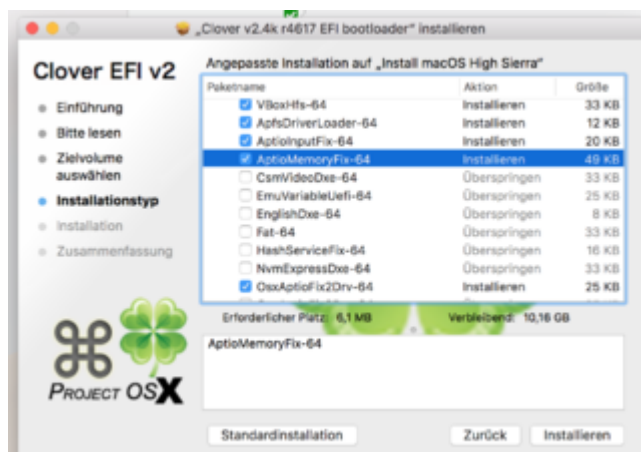 „Clover v2.4k r4617 EFI bootloader“ installieren
Clover EFI v2
Angepasste Installation auf „Install macOS High Sierra“
Einführung
Bitte lesen
Zielvolume
auswählen
Installationstyp
Installation
Zusammenfassung
Paketname Aktion Größe
VBoxHfs-64 Installieren 33 KB
ApfsDriverLoader-64 Installieren 12 KB
AptioInputFix-64 Installieren 20 KB
AptioMemoryFix-64 Installieren 49 KB
CsmVideoDxe-64 Überspringen 33 KB
EmuVariableUefi-64 Überspringen 25 KB
EnglishDxe-64 Überspringen 8 KB
Fat-64 Überspringen 33 KB
HashServiceFix-64 Überspringen 16 KB
NvmExpressDxe-64 Überspringen 33 KB
OsxAptioFix2Drv-64 Installieren 25 KB
Erforderlicher Platz: 6,1 MB Verbleibend: 10,16 GB
AptioMemoryFix-64
PROJECT OSX
Standardinstallation Zurück Installieren